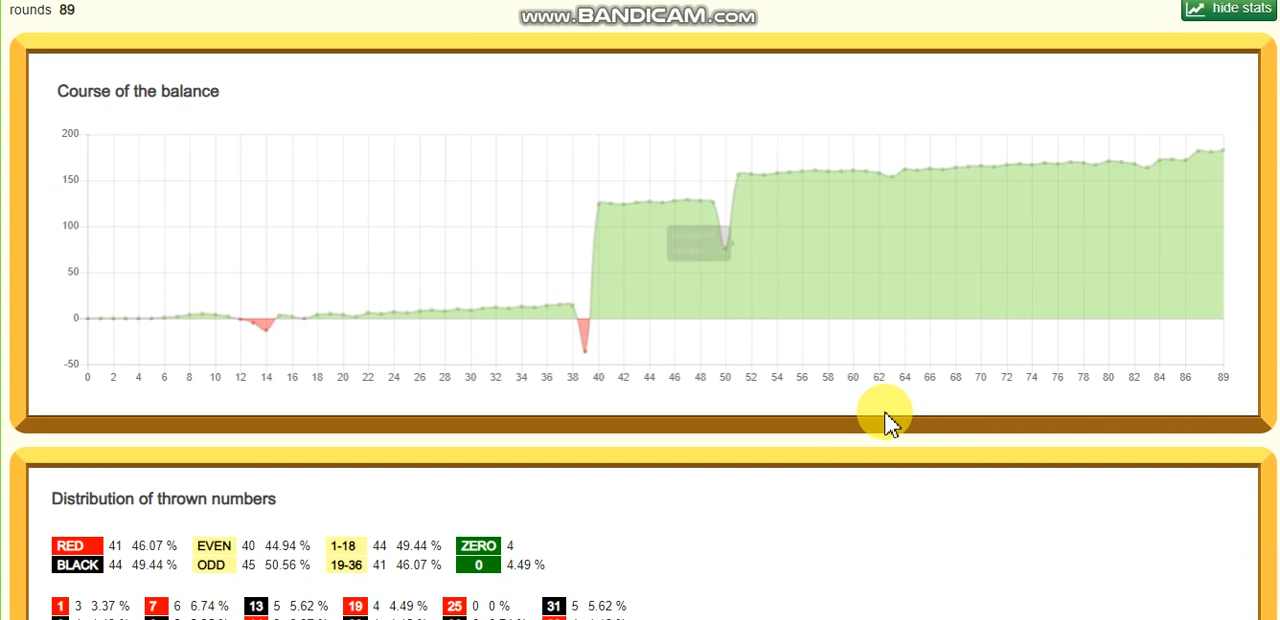 rounds 89
www.BANDICAM.com
hide stats
Course of the balance
200
150
100
50
0
-50
0 2 4 6 8 10 12 14 16 18 20 22 24 26 28 30 32 34 36 38 40 42 44 46 48 50 52 54 56 58 60 62 64 66 68 70 72 74 76 78 80 82 84 86 89
Distribution of thrown numbers
RED 41 46.07 % EVEN 40 44.94 % 1-18 44 49.44 % ZERO 4
BLACK 44 49.44 % ODD 45 50.56 % 19-36 41 46.07 % 0 4.49 %
1 3 3.37 % 7 6 6.74 % 13 5 5.62 % 19 4 4.49 % 25 0 0 % 31 5 5.62 %